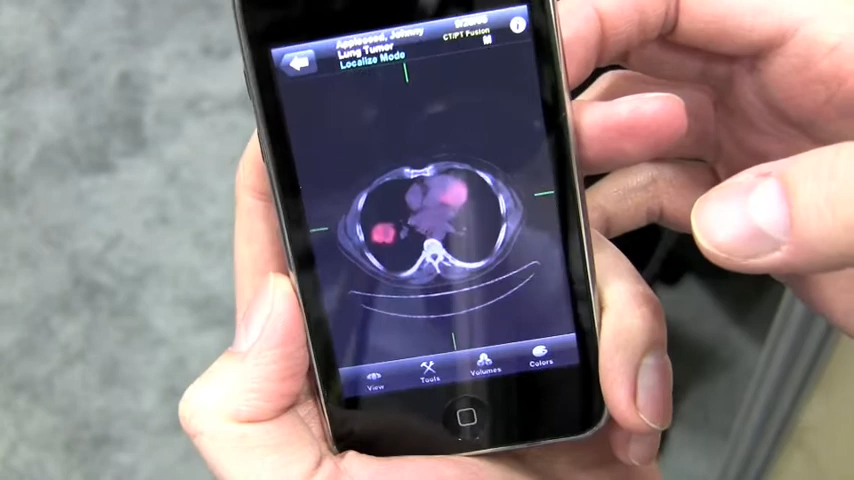 Appleseed, Johnny
Lung Tumor
Localize Mode
CT/PT Fusion
M
View
Tools
Volumes
Colors